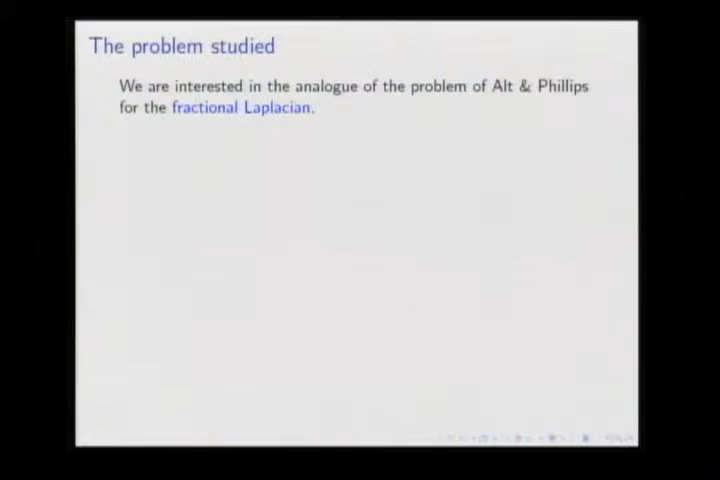 The problem studied
We are interested in the analogue of the problem of Alt & Phillips
for the fractional Laplacian.